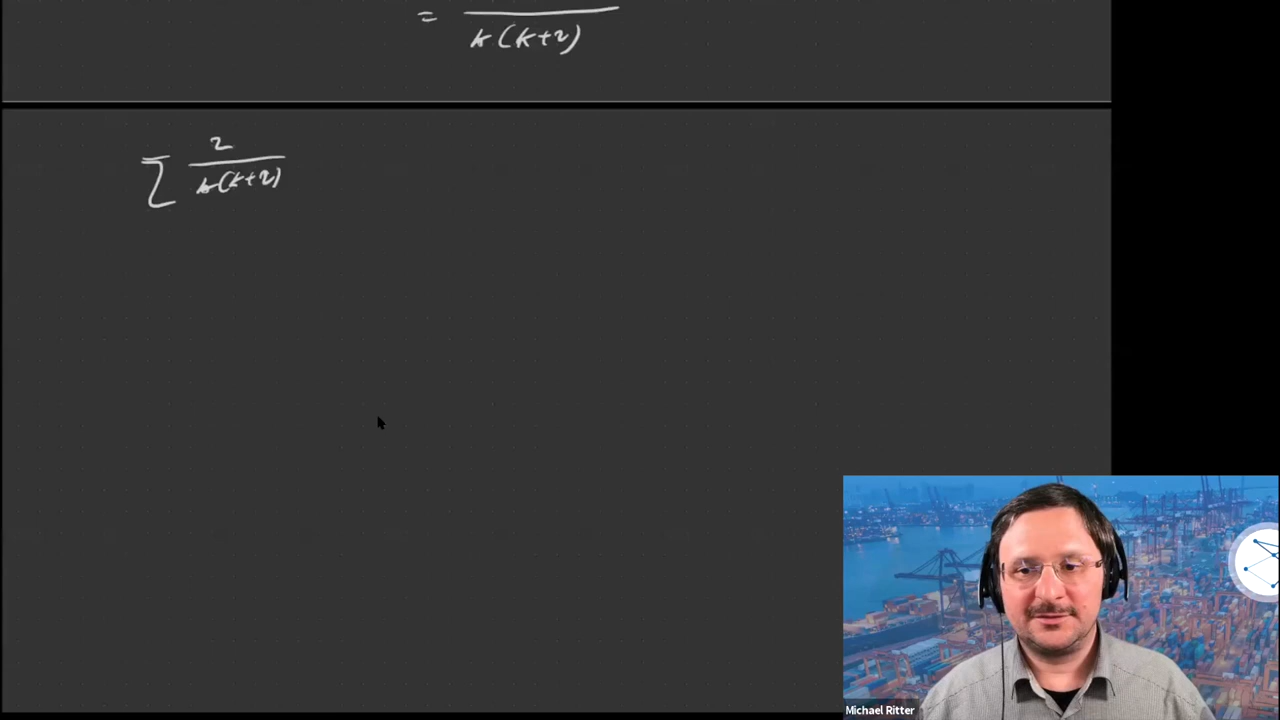 = ――― k(k+2)
∑ 2/k(k+2)
Michael Ritter